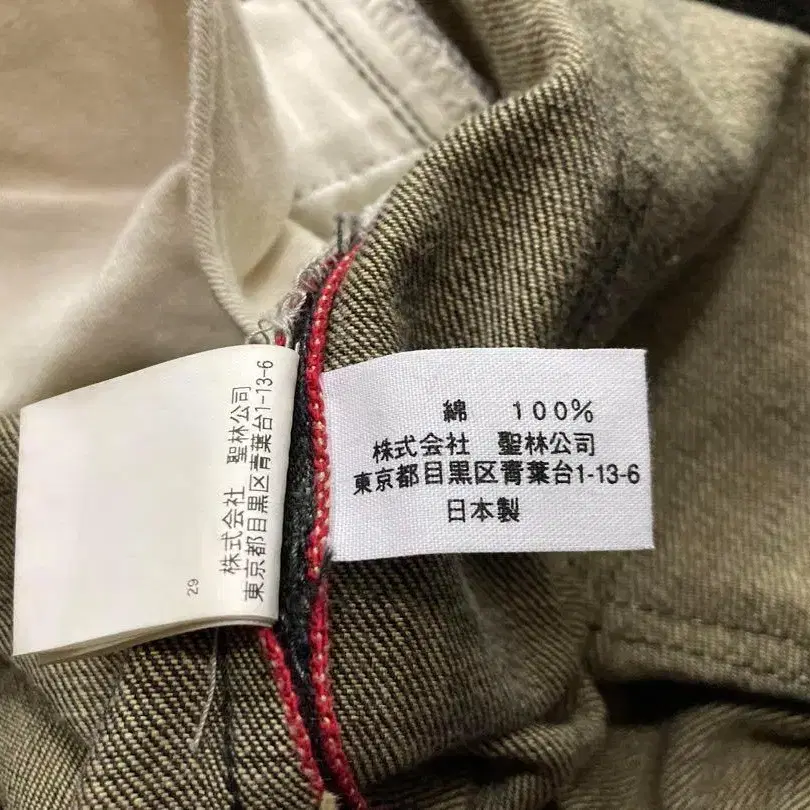 株式会社 聖林公司
東京都目黒区青葉台1-13-6
29
綿 100%
株式会社 聖林公司
東京都目黒区青葉台1-13-6
日本製